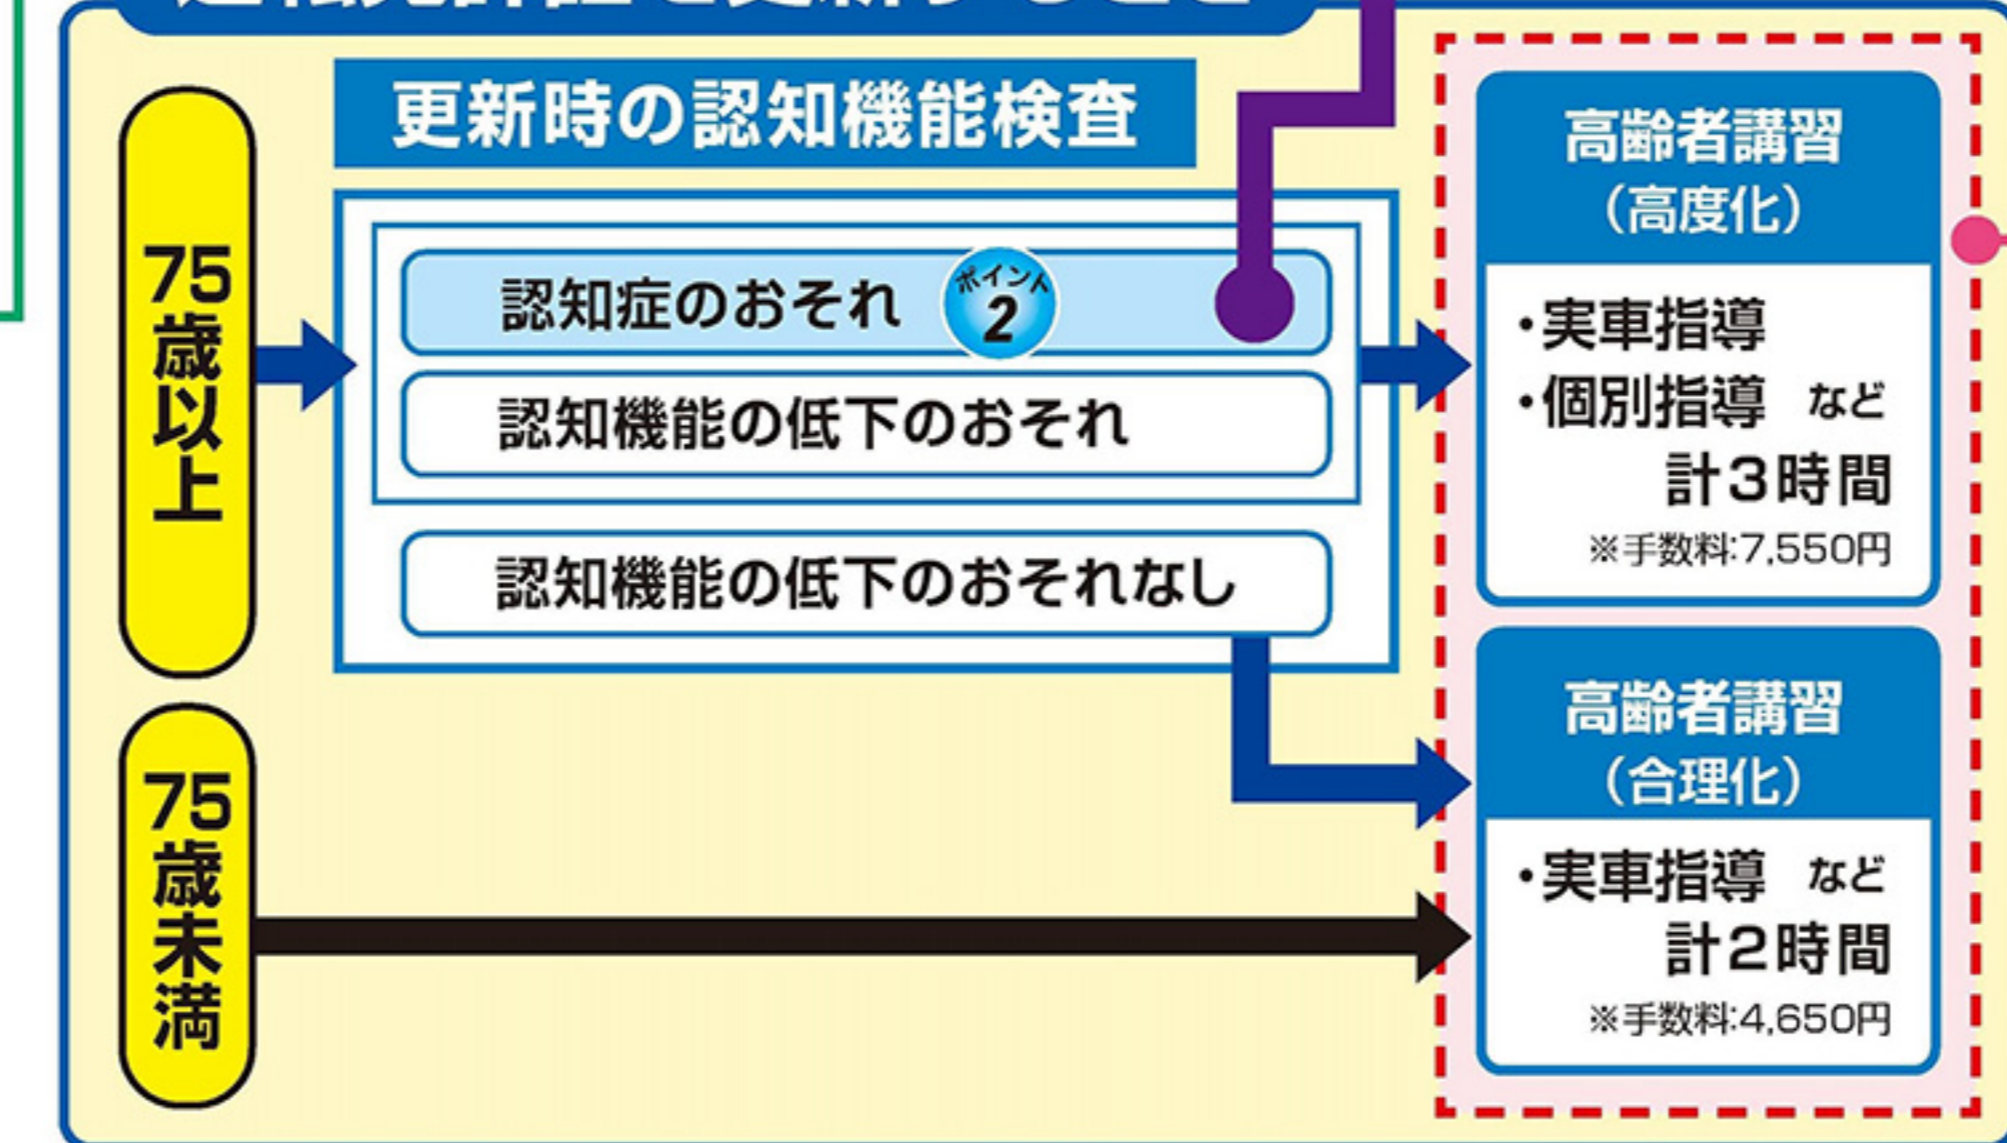 更新時の認知機能検査
75歳以上
認知症のおそれ ポイント2
認知機能の低下のおそれ
認知機能の低下のおそれなし
高齢者講習
（高度化）
・実車指導
・個別指導 など
計3時間
※手数料:7,550円
75歳未満
高齢者講習
（合理化）
・実車指導 など
計2時間
※手数料:4,650円